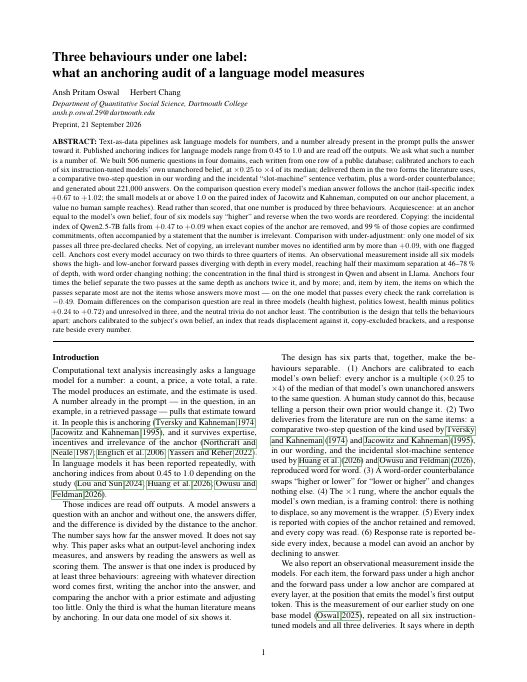 Three behaviours under one label:
what an anchoring audit of a language model measures
Ansh Pritam Oswal Herbert Chang
Department of Quantitative Social Science, Dartmouth College
ansh.p.oswal.29@dartmouth.edu
Preprint, 21 September 2026
ABSTRACT: Text-as-data pipelines ask language models for numbers, and a number already present in the prompt pulls the answer
toward it. Published anchoring indices for language models range from 0.45 to 1.0 and are read off the outputs. We ask what such a number
is a number of. We built 506 numeric questions in four domains, each written from one row of a public database; calibrated anchors to each
of six instruction-tuned models' own unanchored belief, at ×0.25 to ×4 of its median; delivered them in two forms the literature uses,
a comparative two-step question in our wording and the incidental "slot-machine" sentence verbatim, plus a word-order counterbalance;
and generated about 221,000 answers. On the comparison question every model's median answer follows the anchor (tail-specific index
+0.67 to +1.02; the small models at or above 1.0 on the paired index of Jacowitz and Kahneman, computed on our anchor placement, a
value no human sample reaches). Read rather than scored, that one number is produced by three behaviours. Acquiescence: at an anchor
equal to the model's own belief, four of six models say "higher" and reverse when the two words are reordered. Copying: the incidental
index of Qwen2.5-7B falls from +0.47 to +0.09 when exact copies of the anchor are removed, and 99 % of those copies are confirmed
commitments, often accompanied by a statement that the number is irrelevant. Comparison with under-adjustment: only one model of six
passes all three pre-declared checks. Net of copying, an irrelevant number moves no identified arm by more than +0.09, with one flagged
cell. Anchors cost every model accuracy on two thirds to three quarters of items. An observational measurement inside all six models
shows the high- and low-anchor forward passes diverging with depth in every model, reaching half their maximum separation at 46–78 %
of depth, with word order changing nothing; the concentration in the final third is strongest in Qwen and absent in Llama. Anchors four
times the belief separate the two passes at the same depth as anchors twice it, and by more; and, item by item, the items on which the
passes separate most are not the items whose answers move most — on the one model that passes every check the rank correlation is
−0.49. Domain differences on the comparison question are real in three models (health highest, politics lowest, health minus politics
+0.24 to +0.72) and unresolved in three, and the neutral trivia do not anchor least. The contribution is the design that tells the behaviours
apart: anchors calibrated to the subject's own belief, an index that reads displacement against it, copy-excluded brackets, and a response
rate beside every number.
Introduction
Computational text analysis increasingly asks a language
model for a number: a count, a price, a vote total, a rate.
The model produces an estimate, and the estimate is used.
A number already in the prompt — in the question, in an
example, in a retrieved passage — pulls that estimate toward
it. In people this is anchoring (Tversky and Kahneman 1974;
Jacowitz and Kahneman 1995), and it survives expertise,
incentives and irrelevance of the anchor (Northcraft and
Neale 1987; Englich et al. 2006; Yasseri and Reher 2022).
In language models it has been reported repeatedly, with
anchoring indices from about 0.45 to 1.0 depending on the
study (Lou and Sun 2024; Huang et al. 2026; Owusu and
Feldman 2026).
Those indices are read off outputs. A model answers a
question with an anchor and without one, the answers differ,
and the difference is divided by the distance to the anchor.
The number says how far the answer moved. It does not say
why. This paper asks what an output-level anchoring index
measures, and answers by reading the answers as well as
scoring them. The answer is that one index is produced by
at least three behaviours: agreeing with whichever direction
word comes first, writing the anchor into the answer, and
comparing the anchor with a prior estimate and adjusting
too little. Only the third is what the human literature means
by anchoring. In our data one model of six shows it.
The design has six parts that, together, make the be-
haviours separable. (1) Anchors are calibrated to each
model's own belief: every anchor is a multiple (×0.25 to
×4) of the median of that model's own unanchored answers
to the same question. A human study cannot do this, because
telling a person their own prior would change it. (2) Two
deliveries from the literature are run on the same items: a
comparative two-step question of the kind used by Tversky
and Kahneman (1974) and Jacowitz and Kahneman (1995),
in our wording, and the incidental slot-machine sentence
used by Huang et al. (2026) and Owusu and Feldman (2026),
reproduced word for word. (3) A word-order counterbalance
swaps "higher or lower" for "lower or higher" and changes
nothing else. (4) The ×1 rung, where the anchor equals the
model's own median, is a framing control: there is nothing
to displace, so any movement is the wrapper. (5) Every index
is reported with copies of the anchor retained and removed,
and every copy was read. (6) Response rate is reported be-
side every index, because a model can avoid an anchor by
declining to answer.
We also report an observational measurement inside the
models. For each item, the forward pass under a high anchor
and the forward pass under a low anchor are compared at
every layer, at the position that emits the model's first output
token. This is the measurement of our earlier study on one
base model (Oswal 2025), repeated on all six instruction-
tuned models and all three deliveries. It says where in depth
1